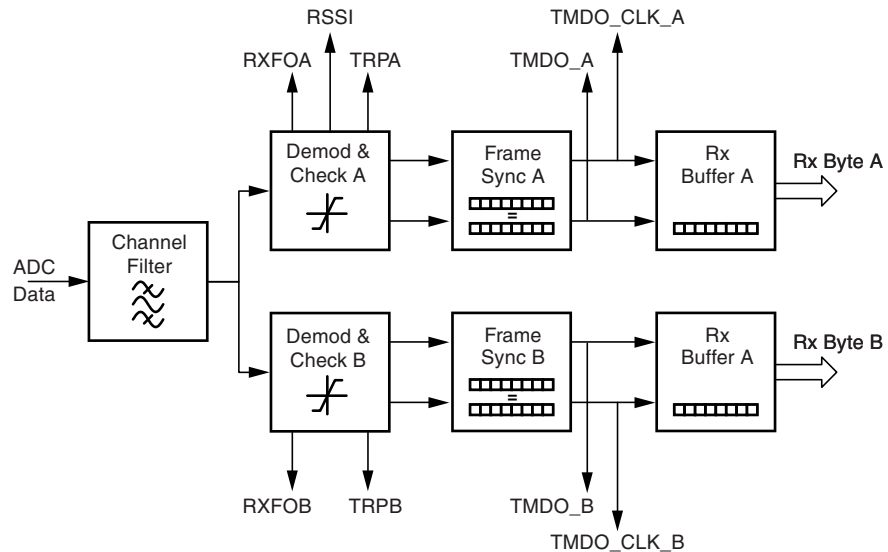 RSSI
TMDO_CLK_A
RXFOA
TRPA
TMDO_A
Demod &
Check A
Frame
Sync A
=
Rx
Buffer A
Rx Byte A
ADC
Data
Channel
Filter
Demod &
Check B
Frame
Sync B
=
Rx
Buffer A
Rx Byte B
RXFOB
TRPB
TMDO_B
TMDO_CLK_B